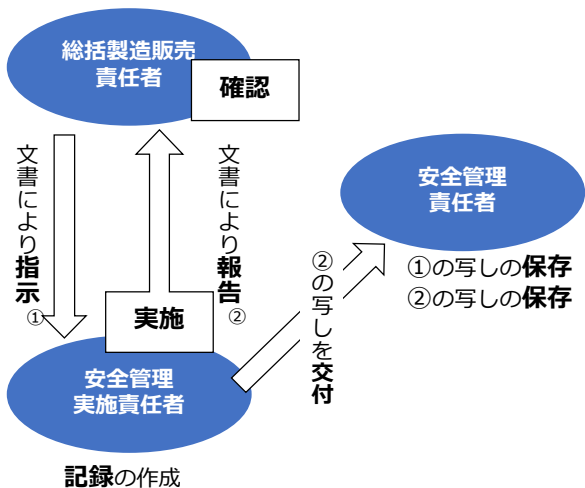 総括製造販売
責任者
確認
文書により指示
①
文書により報告
②
実施
安全管理
責任者
①の写しの保存
②の写しの保存
②の写しを交付
安全管理
実施責任者
記録の作成